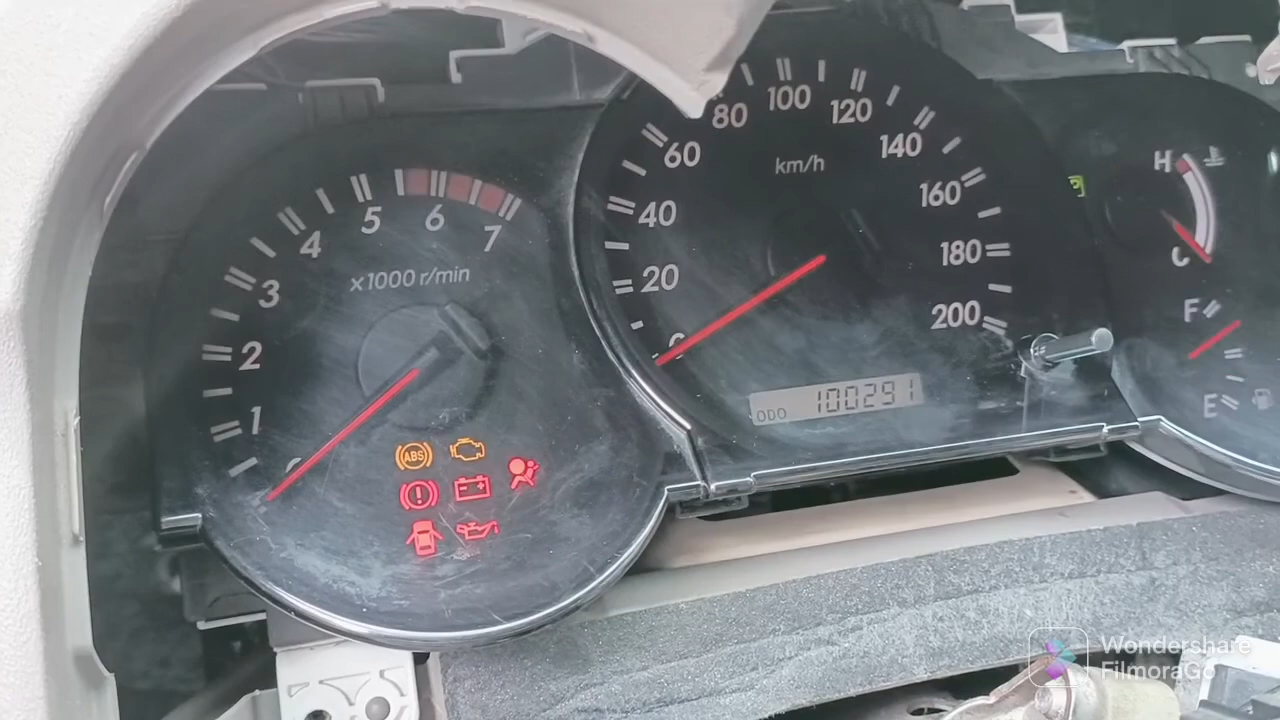 80 100 120
60 140
40 160
20 180
200
km/h
ODO 100291
1 2 3 4 5 6 7
x1000 r/min
ABS
H
C
F
E
Wondershare
FilmoraGo